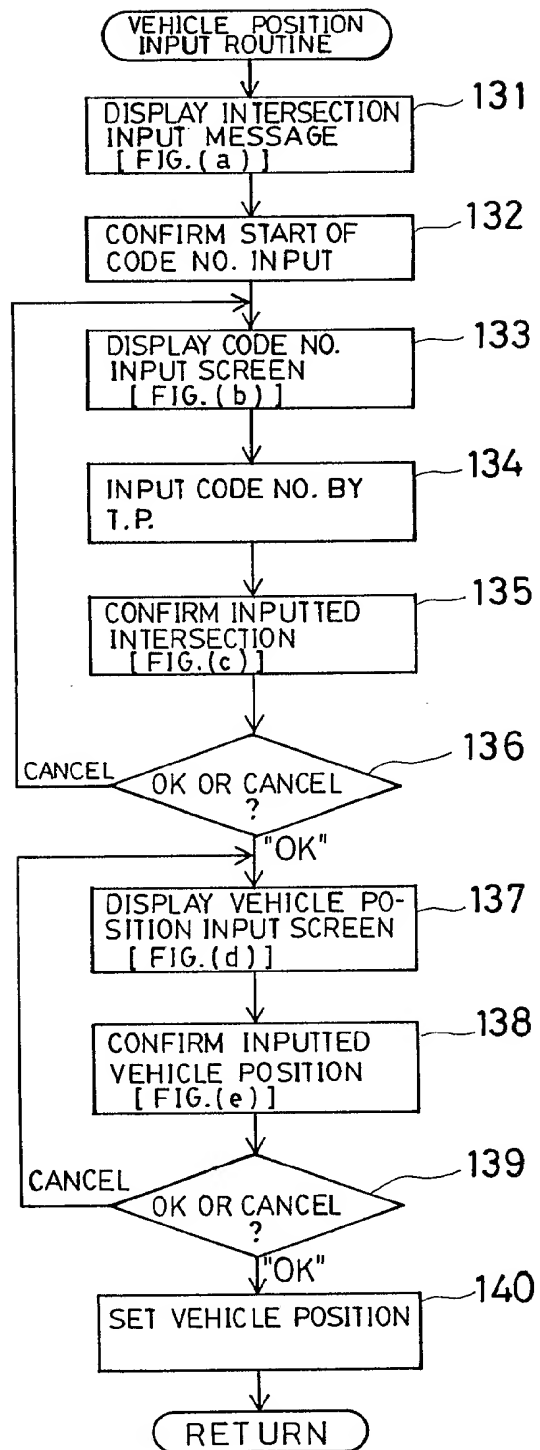 VEHICLE POSITION
INPUT ROUTINE
DISPLAY INTERSECTION
INPUT MESSAGE
[ FIG.(a) ]
131
CONFIRM START OF
CODE NO. INPUT
132
DISPLAY CODE NO.
INPUT SCREEN
[ FIG.(b) ]
133
INPUT CODE NO. BY
T.P.
134
CONFIRM INPUTTED
INTERSECTION
[ FIG.(c) ]
135
OK OR CANCEL
?
136
CANCEL
"OK"
DISPLAY VEHICLE PO-
SITION INPUT SCREEN
[ FIG.(d) ]
137
CONFIRM INPUTTED
VEHICLE POSITION
[ FIG.(e) ]
138
OK OR CANCEL
?
139
CANCEL
"OK"
SET VEHICLE POSITION
140
RETURN